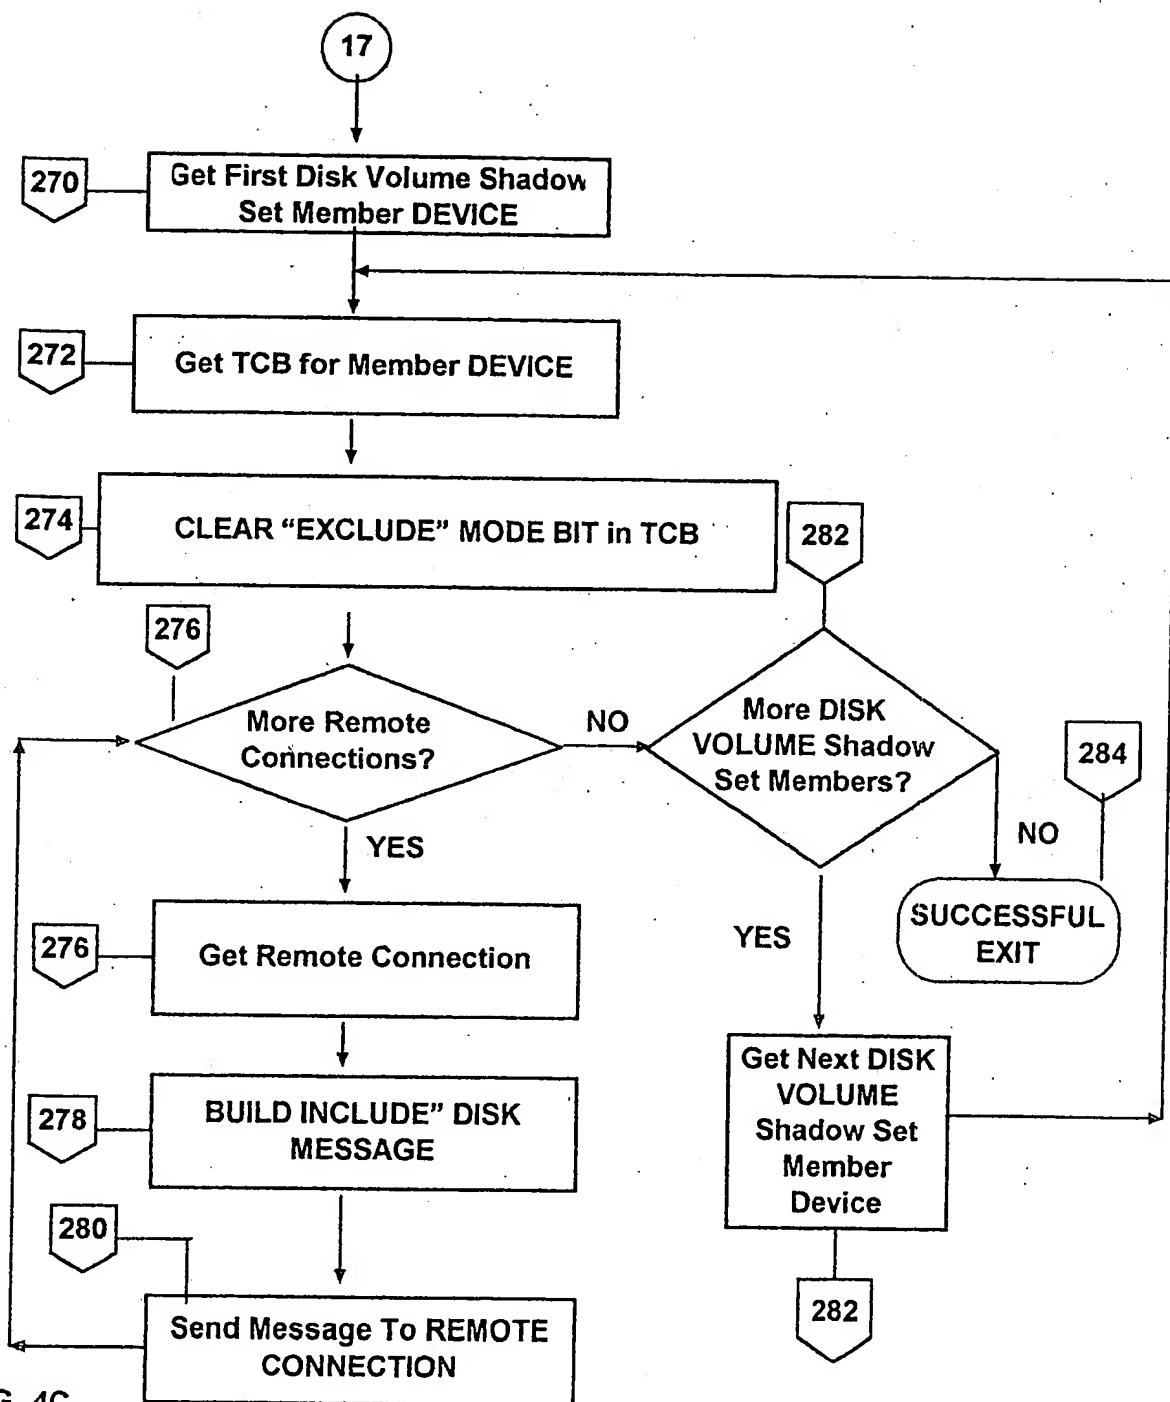 17
270
Get First Disk Volume Shadow
Set Member DEVICE
272
Get TCB for Member DEVICE
274
CLEAR “EXCLUDE” MODE BIT in TCB
282
276
More Remote
Connections?
NO
More DISK
VOLUME Shadow
Set Members?
284
YES
NO
SUCCESSFUL
EXIT
276
Get Remote Connection
YES
278
BUILD INCLUDE” DISK
MESSAGE
Get Next DISK
VOLUME
Shadow Set
Member
Device
280
Send Message To REMOTE
CONNECTION
282